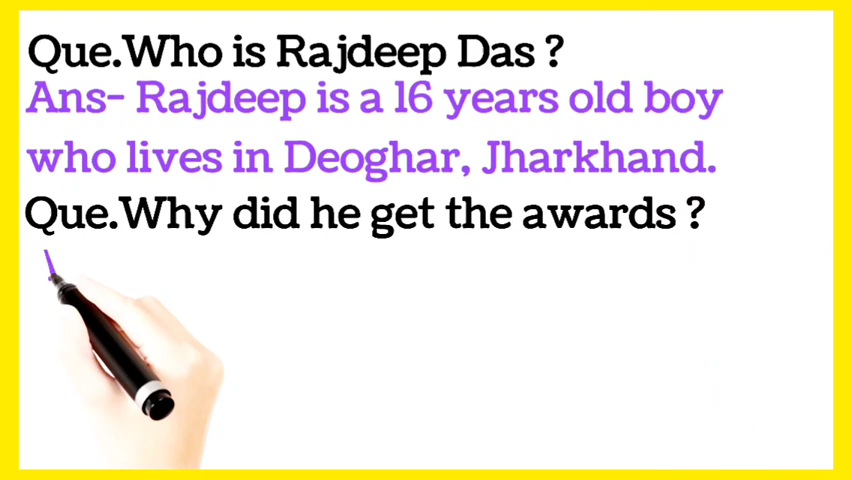 Que.Who is Rajdeep Das ?
Ans- Rajdeep is a 16 years old boy
who lives in Deoghar, Jharkhand.
Que.Why did he get the awards ?